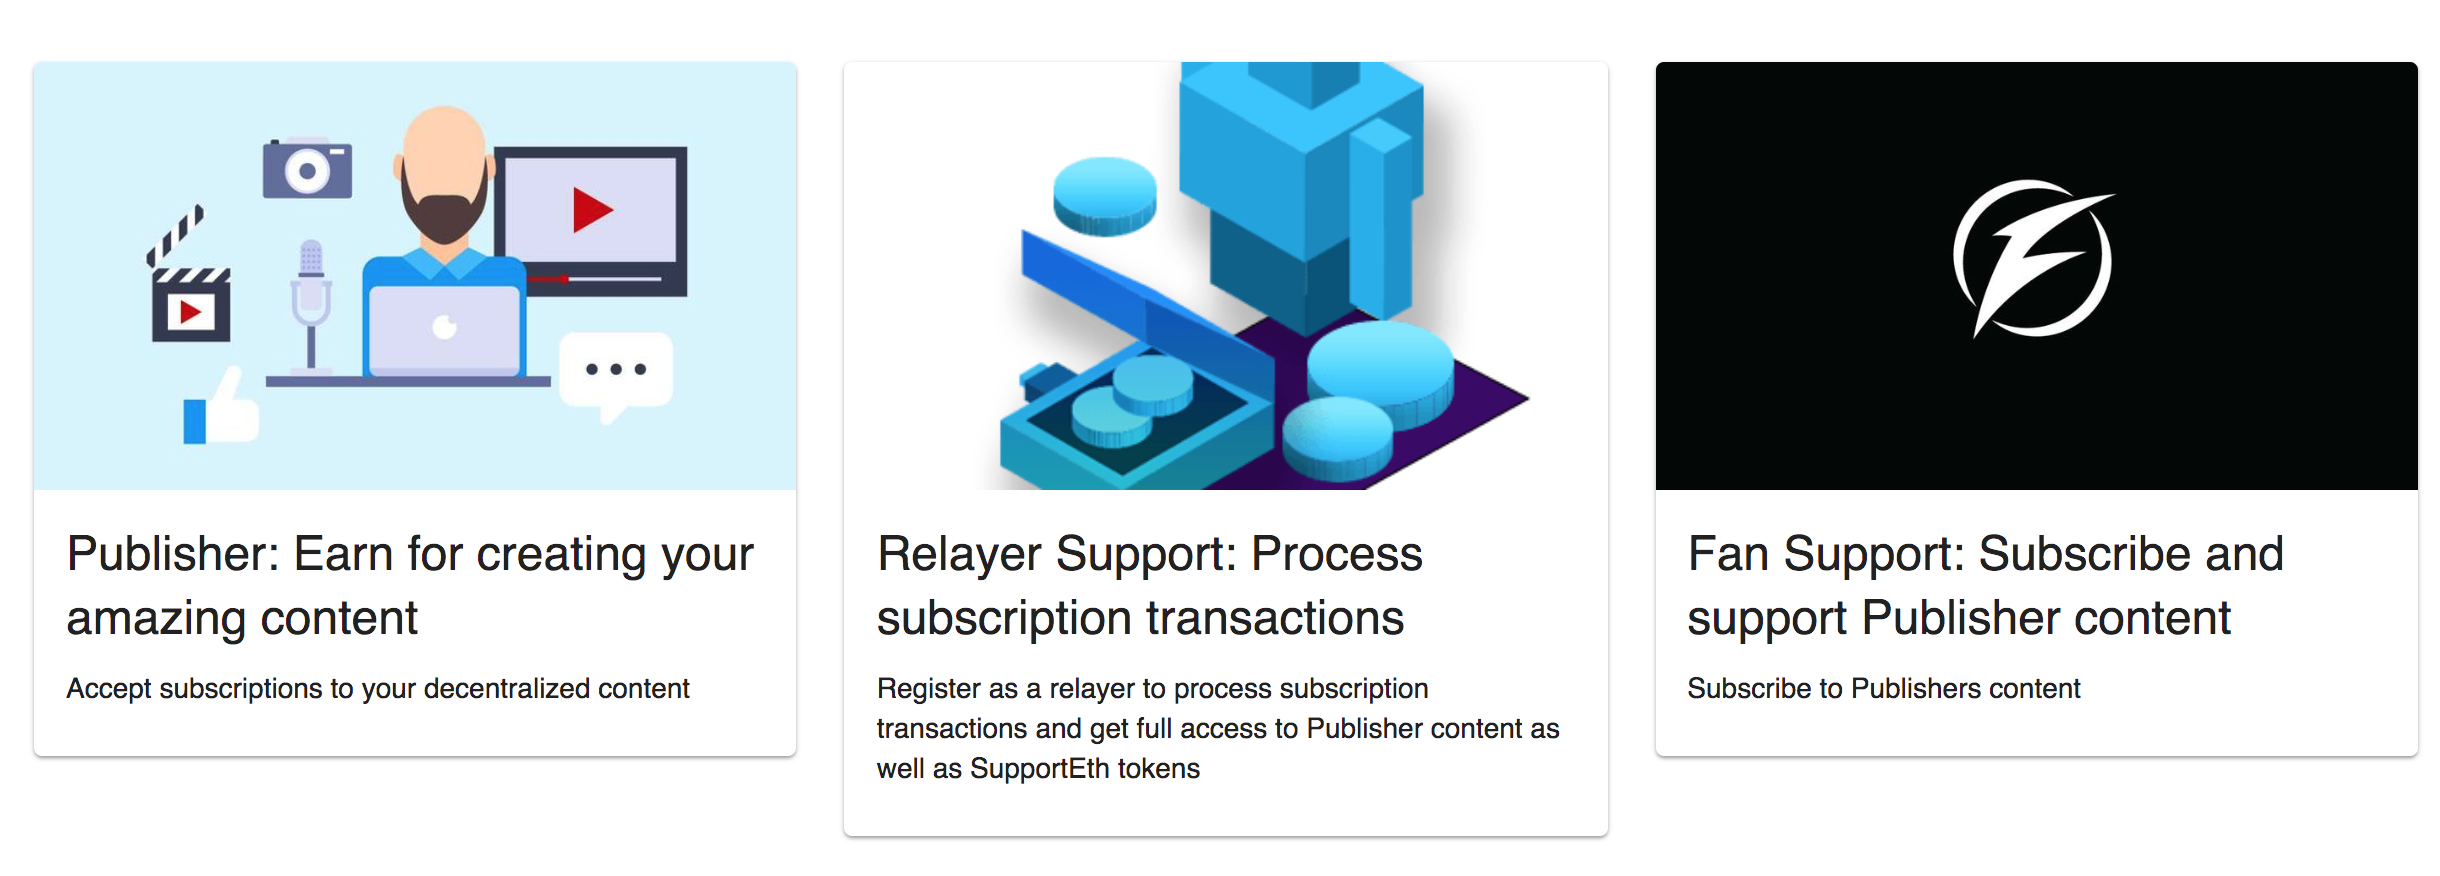 Publisher: Earn for creating your
amazing content
Accept subscriptions to your decentralized content
Relayer Support: Process
subscription transactions
Register as a relayer to process subscription
transactions and get full access to Publisher content as
well as SupportEth tokens
Fan Support: Subscribe and
support Publisher content
Subscribe to Publishers content